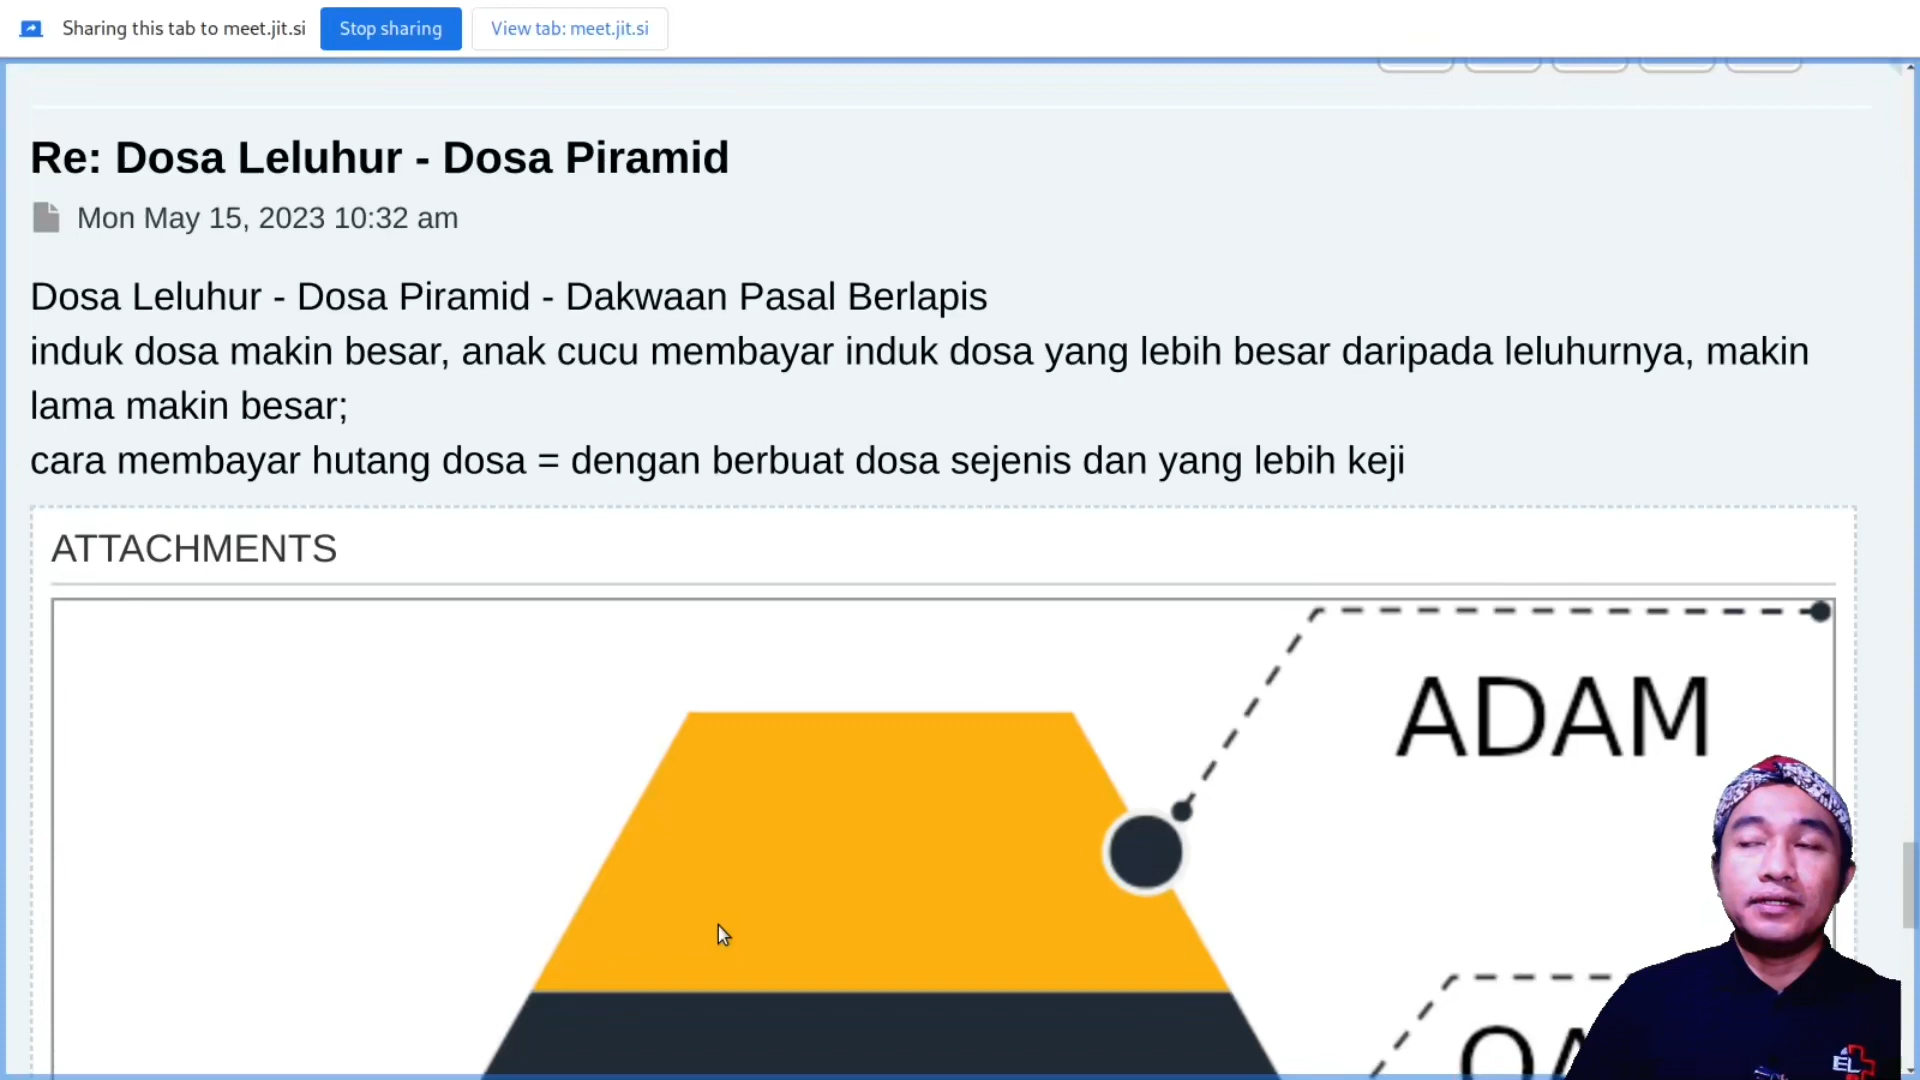 Sharing this tab to meet.jit.si
Stop sharing
View tab: meet.jit.si
Re: Dosa Leluhur - Dosa Piramid
Mon May 15, 2023 10:32 am
Dosa Leluhur - Dosa Piramid - Dakwaan Pasal Berlapis
induk dosa makin besar, anak cucu membayar induk dosa yang lebih besar daripada leluhurnya, makin
lama makin besar;
cara membayar hutang dosa = dengan berbuat dosa sejenis dan yang lebih keji
ATTACHMENTS
ADAM
EL